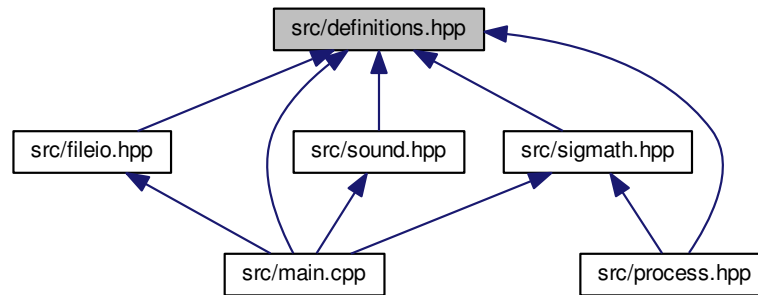 src/definitions.hpp
src/fileio.hpp
src/sound.hpp
src/sigmath.hpp
src/main.cpp
src/process.hpp